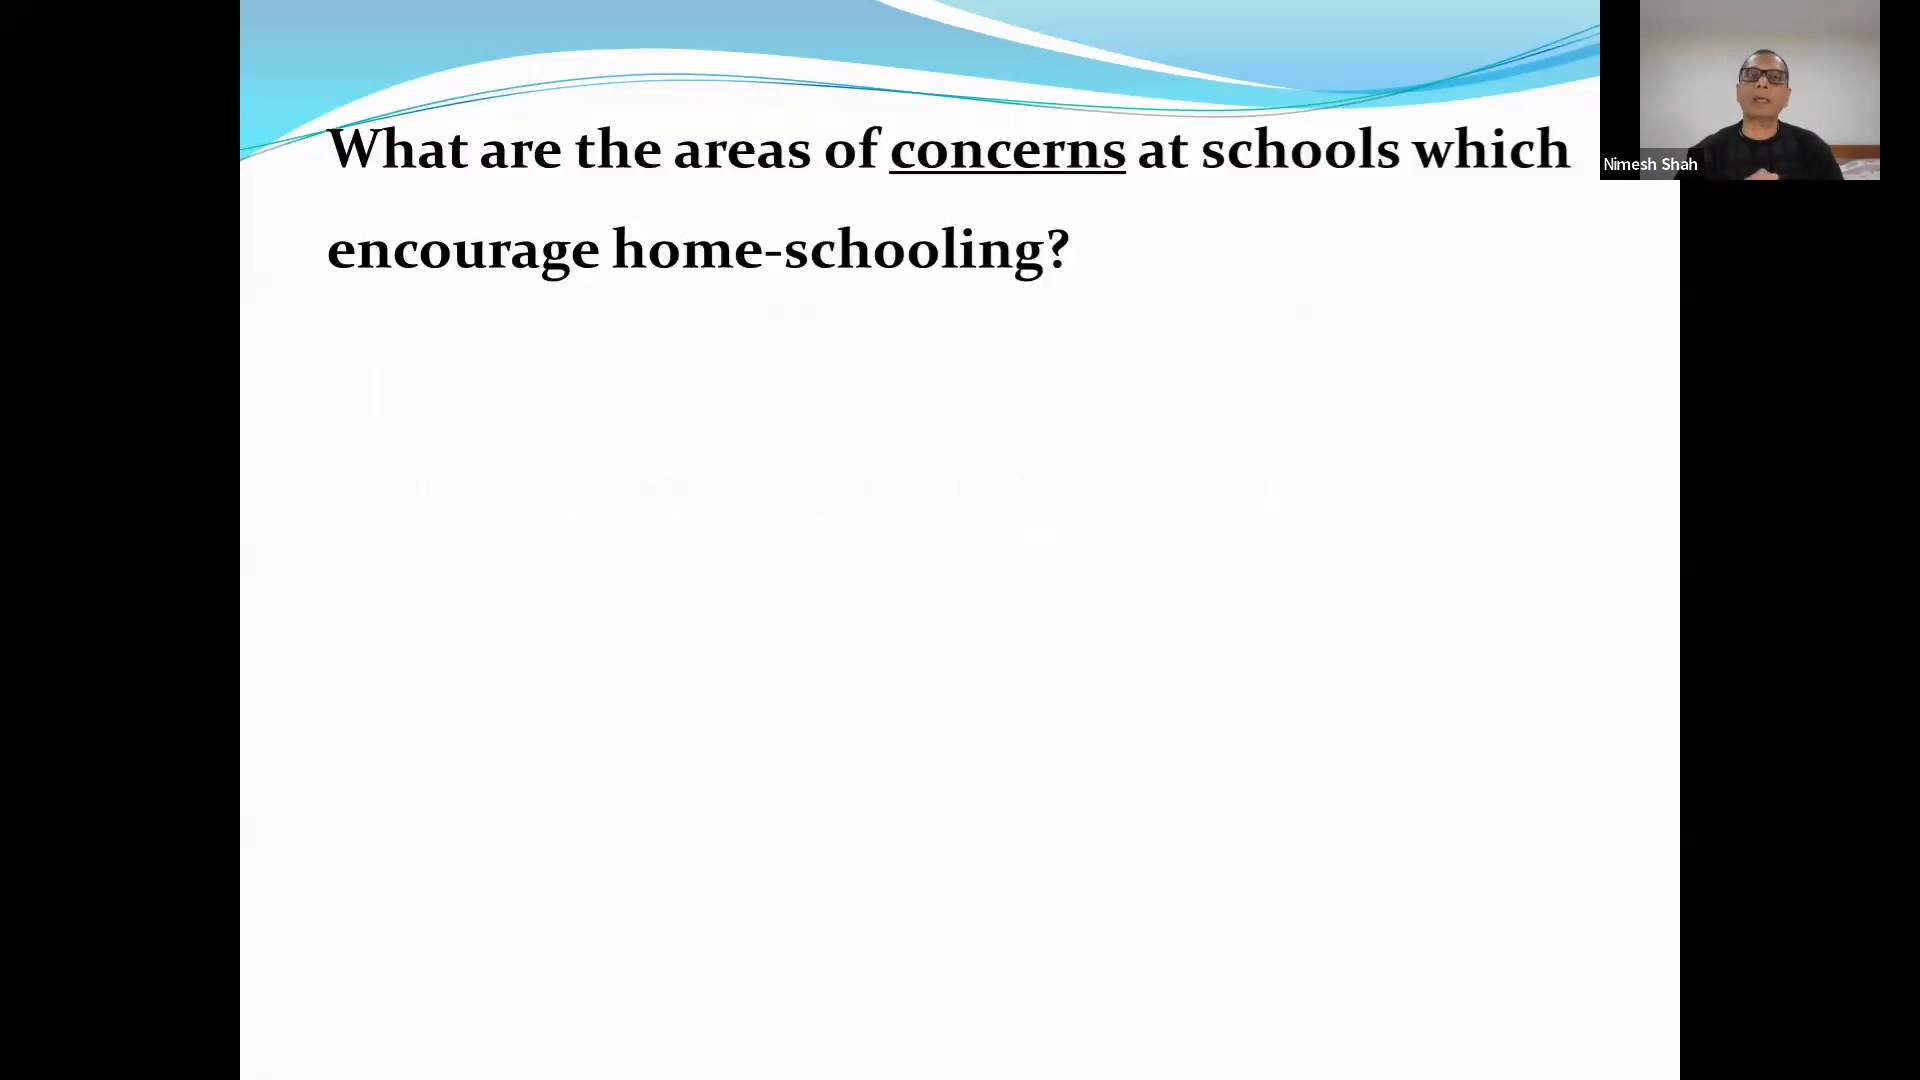 What are the areas of concerns at schools which
encourage home-schooling?
Nimesh Shah